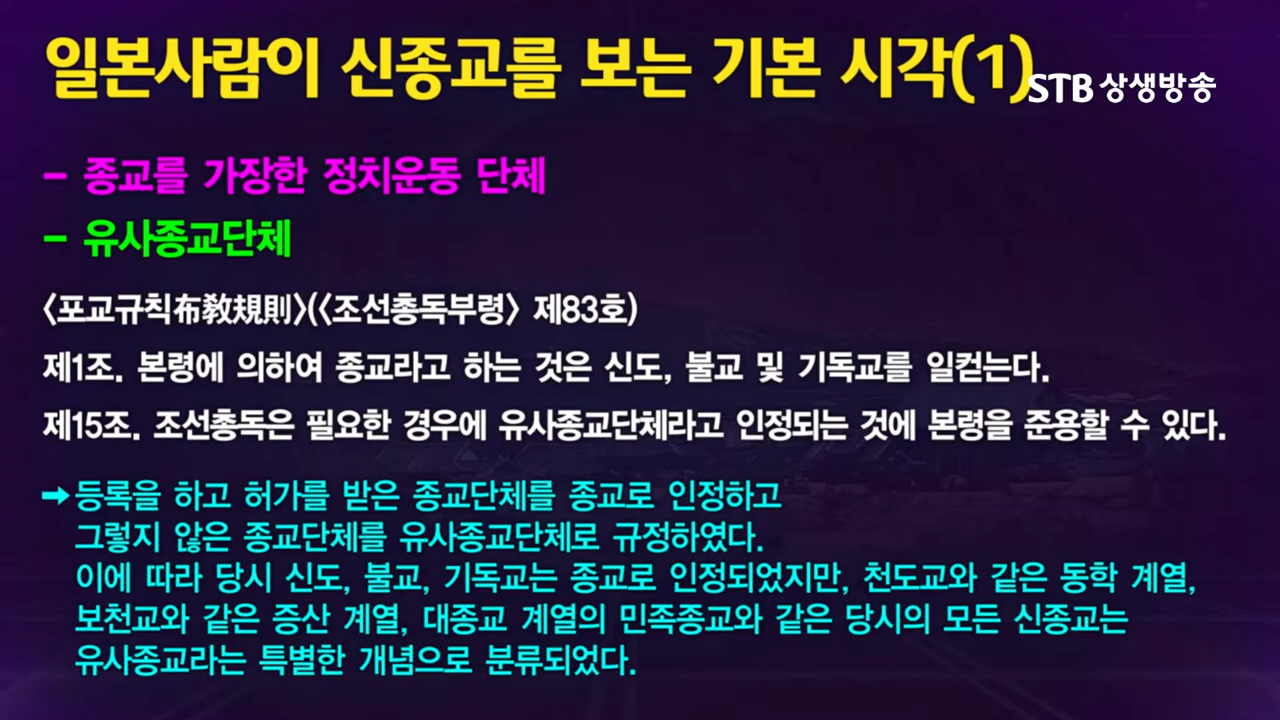 일본사람이 신종교를 보는 기본 시각(1)
STB 상생방송
- 종교를 가장한 정치운동 단체
- 유사종교단체
〈포교규칙布敎規則〉(〈조선총독부령〉 제83호)
제1조. 본령에 의하여 종교라고 하는 것은 신도, 불교 및 기독교를 일컫는다.
제15조. 조선총독은 필요한 경우에 유사종교단체라고 인정되는 것에 본령을 준용할 수 있다.
➞등록을 하고 허가를 받은 종교단체를 종교로 인정하고
그렇지 않은 종교단체를 유사종교단체로 규정하였다.
이에 따라 당시 신도, 불교, 기독교는 종교로 인정되었지만, 천도교와 같은 동학 계열,
보천교와 같은 증산 계열, 대종교 계열의 민족종교와 같은 당시의 모든 신종교는
유사종교라는 특별한 개념으로 분류되었다.